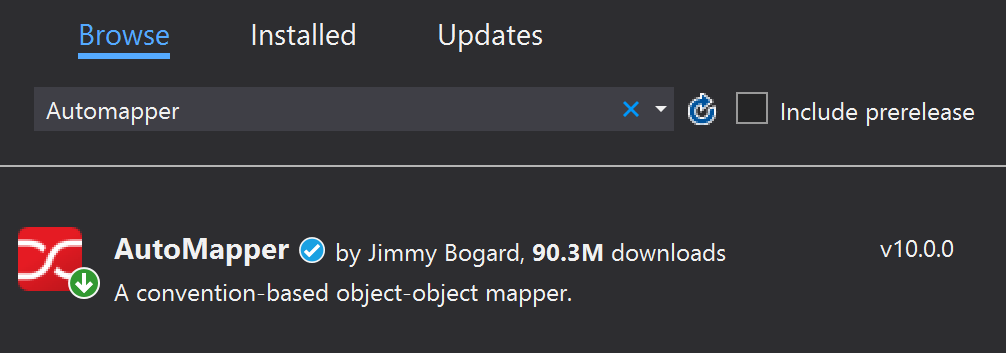 Browse Installed Updates
Automapper Include prerelease
AutoMapper by Jimmy Bogard, 90.3M downloads v10.0.0
A convention-based object-object mapper.